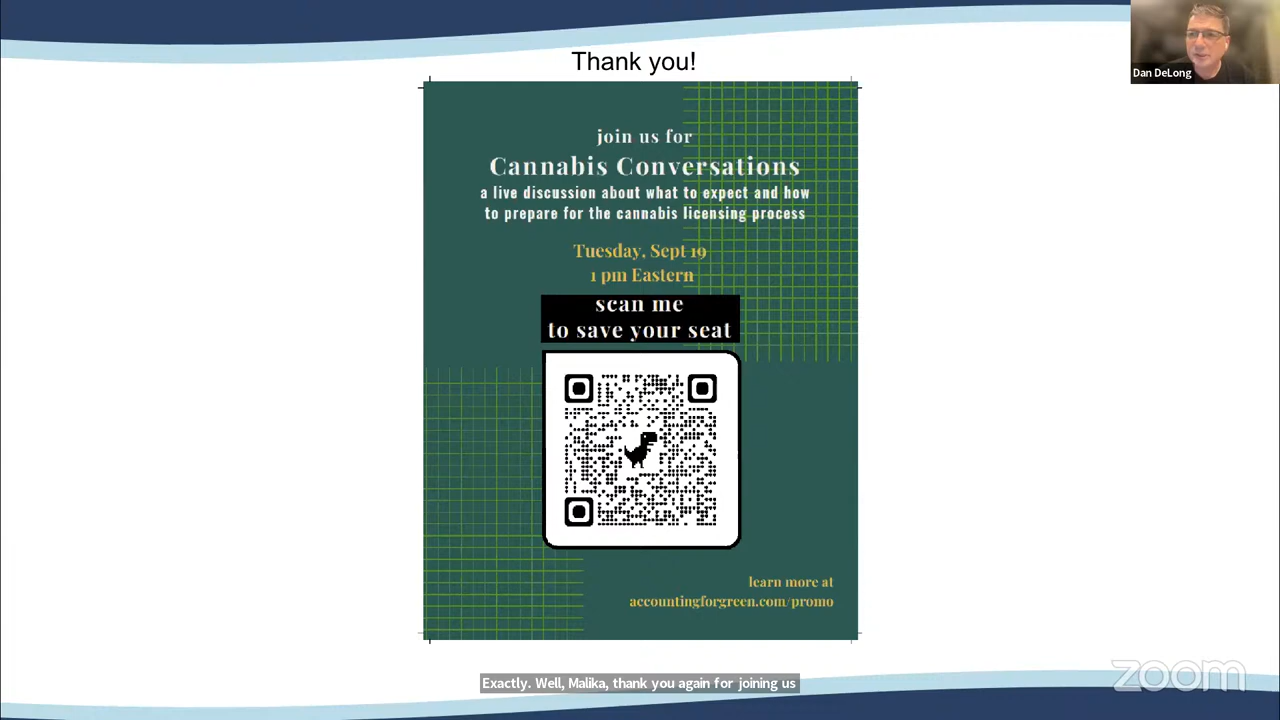 Thank you!
Dan DeLong
join us for
Cannabis Conversations
a live discussion about what to expect and how
to prepare for the cannabis licensing process
Tuesday, Sept 19
1 pm Eastern
scan me
to save your seat
learn more at
accountingforgreen.com/promo
Exactly. Well, Malika, thank you again for joining us
zoom